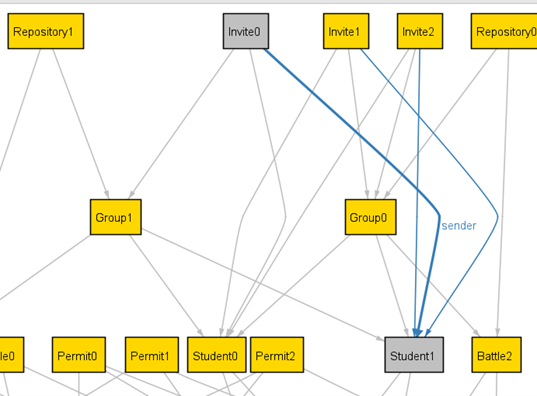 Repository1
Invite0
Invite1
Invite2
Repository0
Group1
Group0
sender
le0
Permit0
Permit1
Student0
Permit2
Student1
Battle2